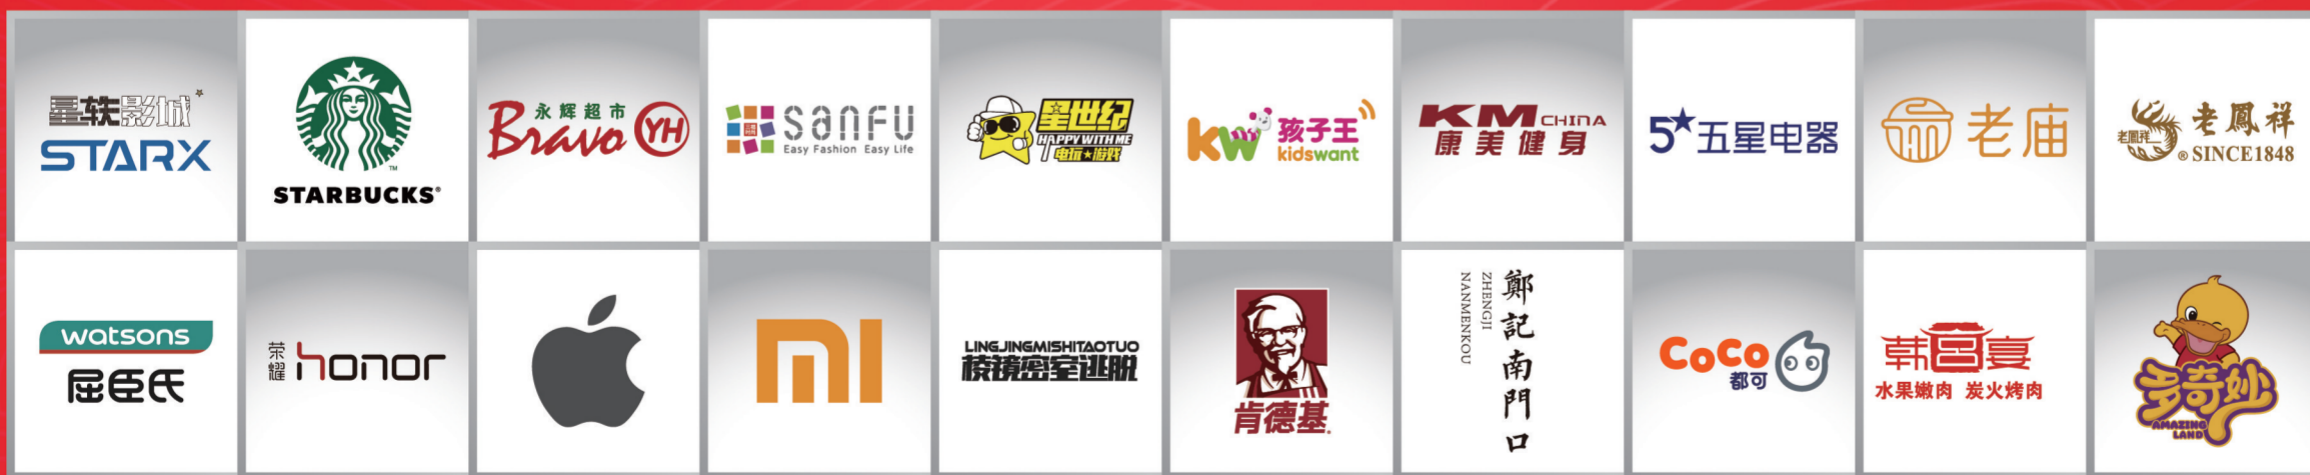 星轶影城
STARX
STARBUCKS®
永辉超市
Bravo YH
SANFU
Easy Fashion Easy Life
星世纪
HAPPY WITH ME
电玩★游戏
kw 孩子王
kidswant
KM CHINA
康美健身
5★五星电器
老庙
老鳳祥 老鳳祥
® SINCE1848
watsons
屈臣氏
荣耀 honor
mi
LINGJINGMISHITAOTUO
棱镜密室逃脱
肯德基
鄭記南門口
ZHENGJI
NANMENKOU
CoCo
都可
韩宫宴
水果嫩肉 炭火烤肉
多奇妙
AMAZING
LAND